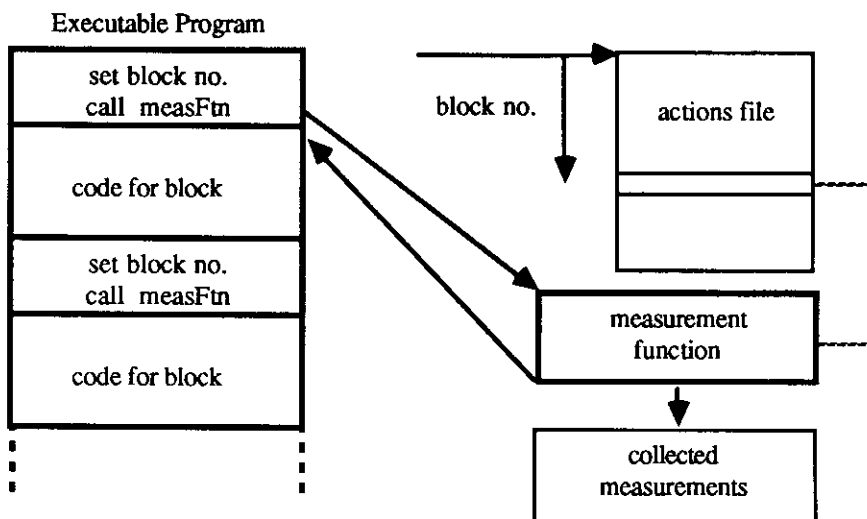 Executable Program
set block no.
call measFtn
code for block
set block no.
call measFtn
code for block
block no.
actions file
measurement
function
collected
measurements